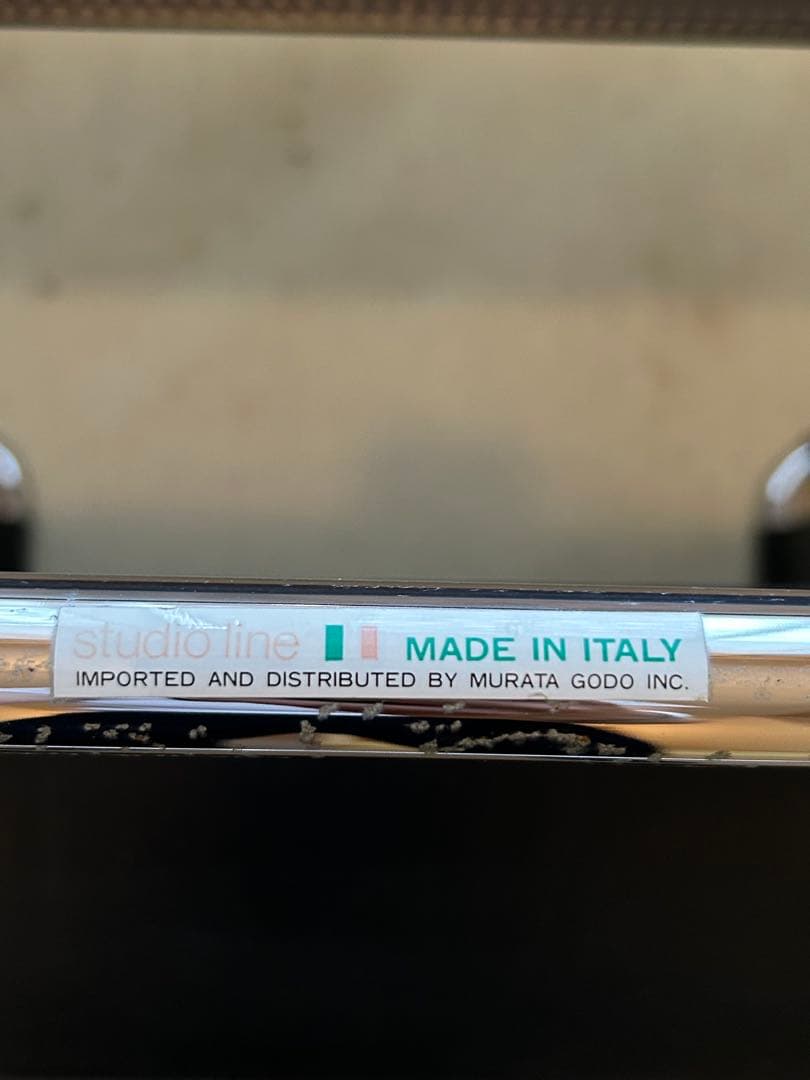 studio line MADE IN ITALY
IMPORTED AND DISTRIBUTED BY MURATA GODO INC.